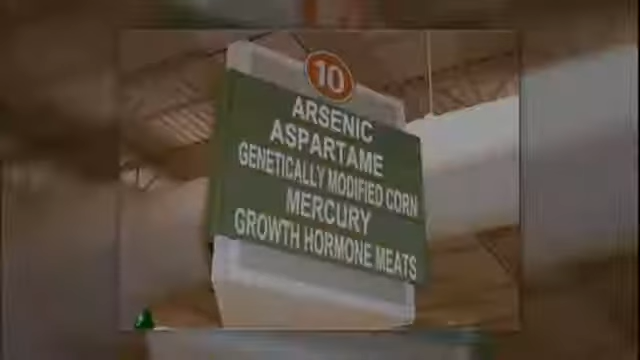 10
ARSENIC
ASPARTAME
GENETICALLY MODIFIED CORN
MERCURY
GROWTH HORMONE MEATS